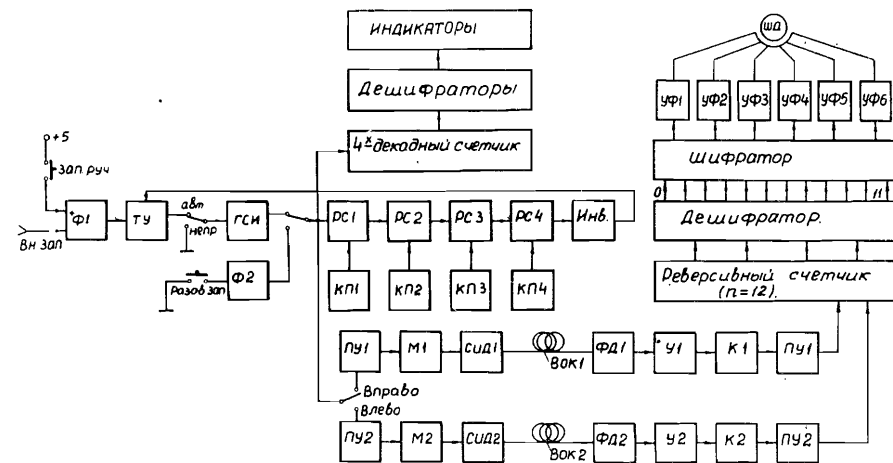 ИНДИКАТОРЫ
Дешифраторы
4х декадный счетчик
ШД
УФ1 УФ2 УФ3 УФ4 УФ5 УФ6
Шифратор
0 11
Дешифратор.
Реверсивный счетчик
(n=12).
+5
Зап руч
Вн зап
Ф1
ТУ
авт
непр
ГСИ
Разов зап
Ф2
РС1 РС2 РС3 РС4 Инв.
КП1 КП2 КП3 КП4
ПУ1 М1 СИД1 ВОК1 ФД1 У1 К1 ПУ1
Вправо
Влево
ПУ2 М2 СИД2 ВОК2 ФД2 У2 К2 ПУ2